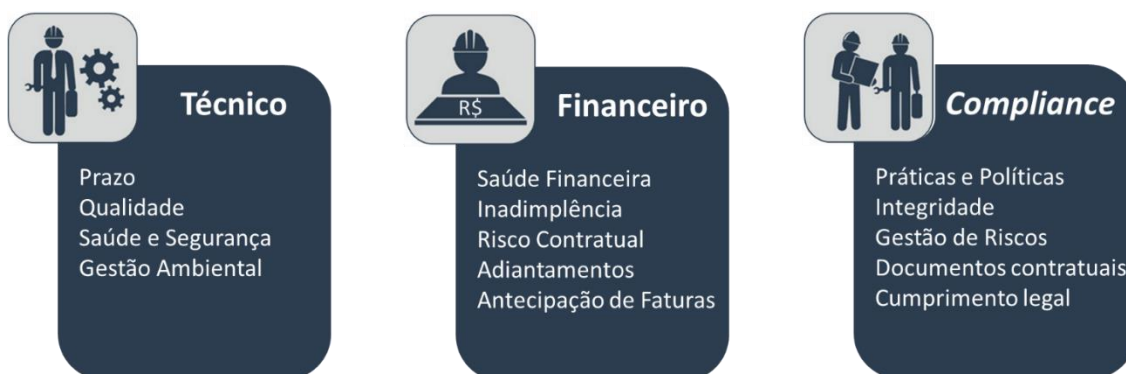 Técnico
Prazo
Qualidade
Saúde e Segurança
Gestão Ambiental
R$
Financeiro
Saúde Financeira
Inadimplência
Risco Contratual
Adiantamentos
Antecipação de Faturas
Compliance
Práticas e Políticas
Integridade
Gestão de Riscos
Documentos contratuais
Cumprimento legal